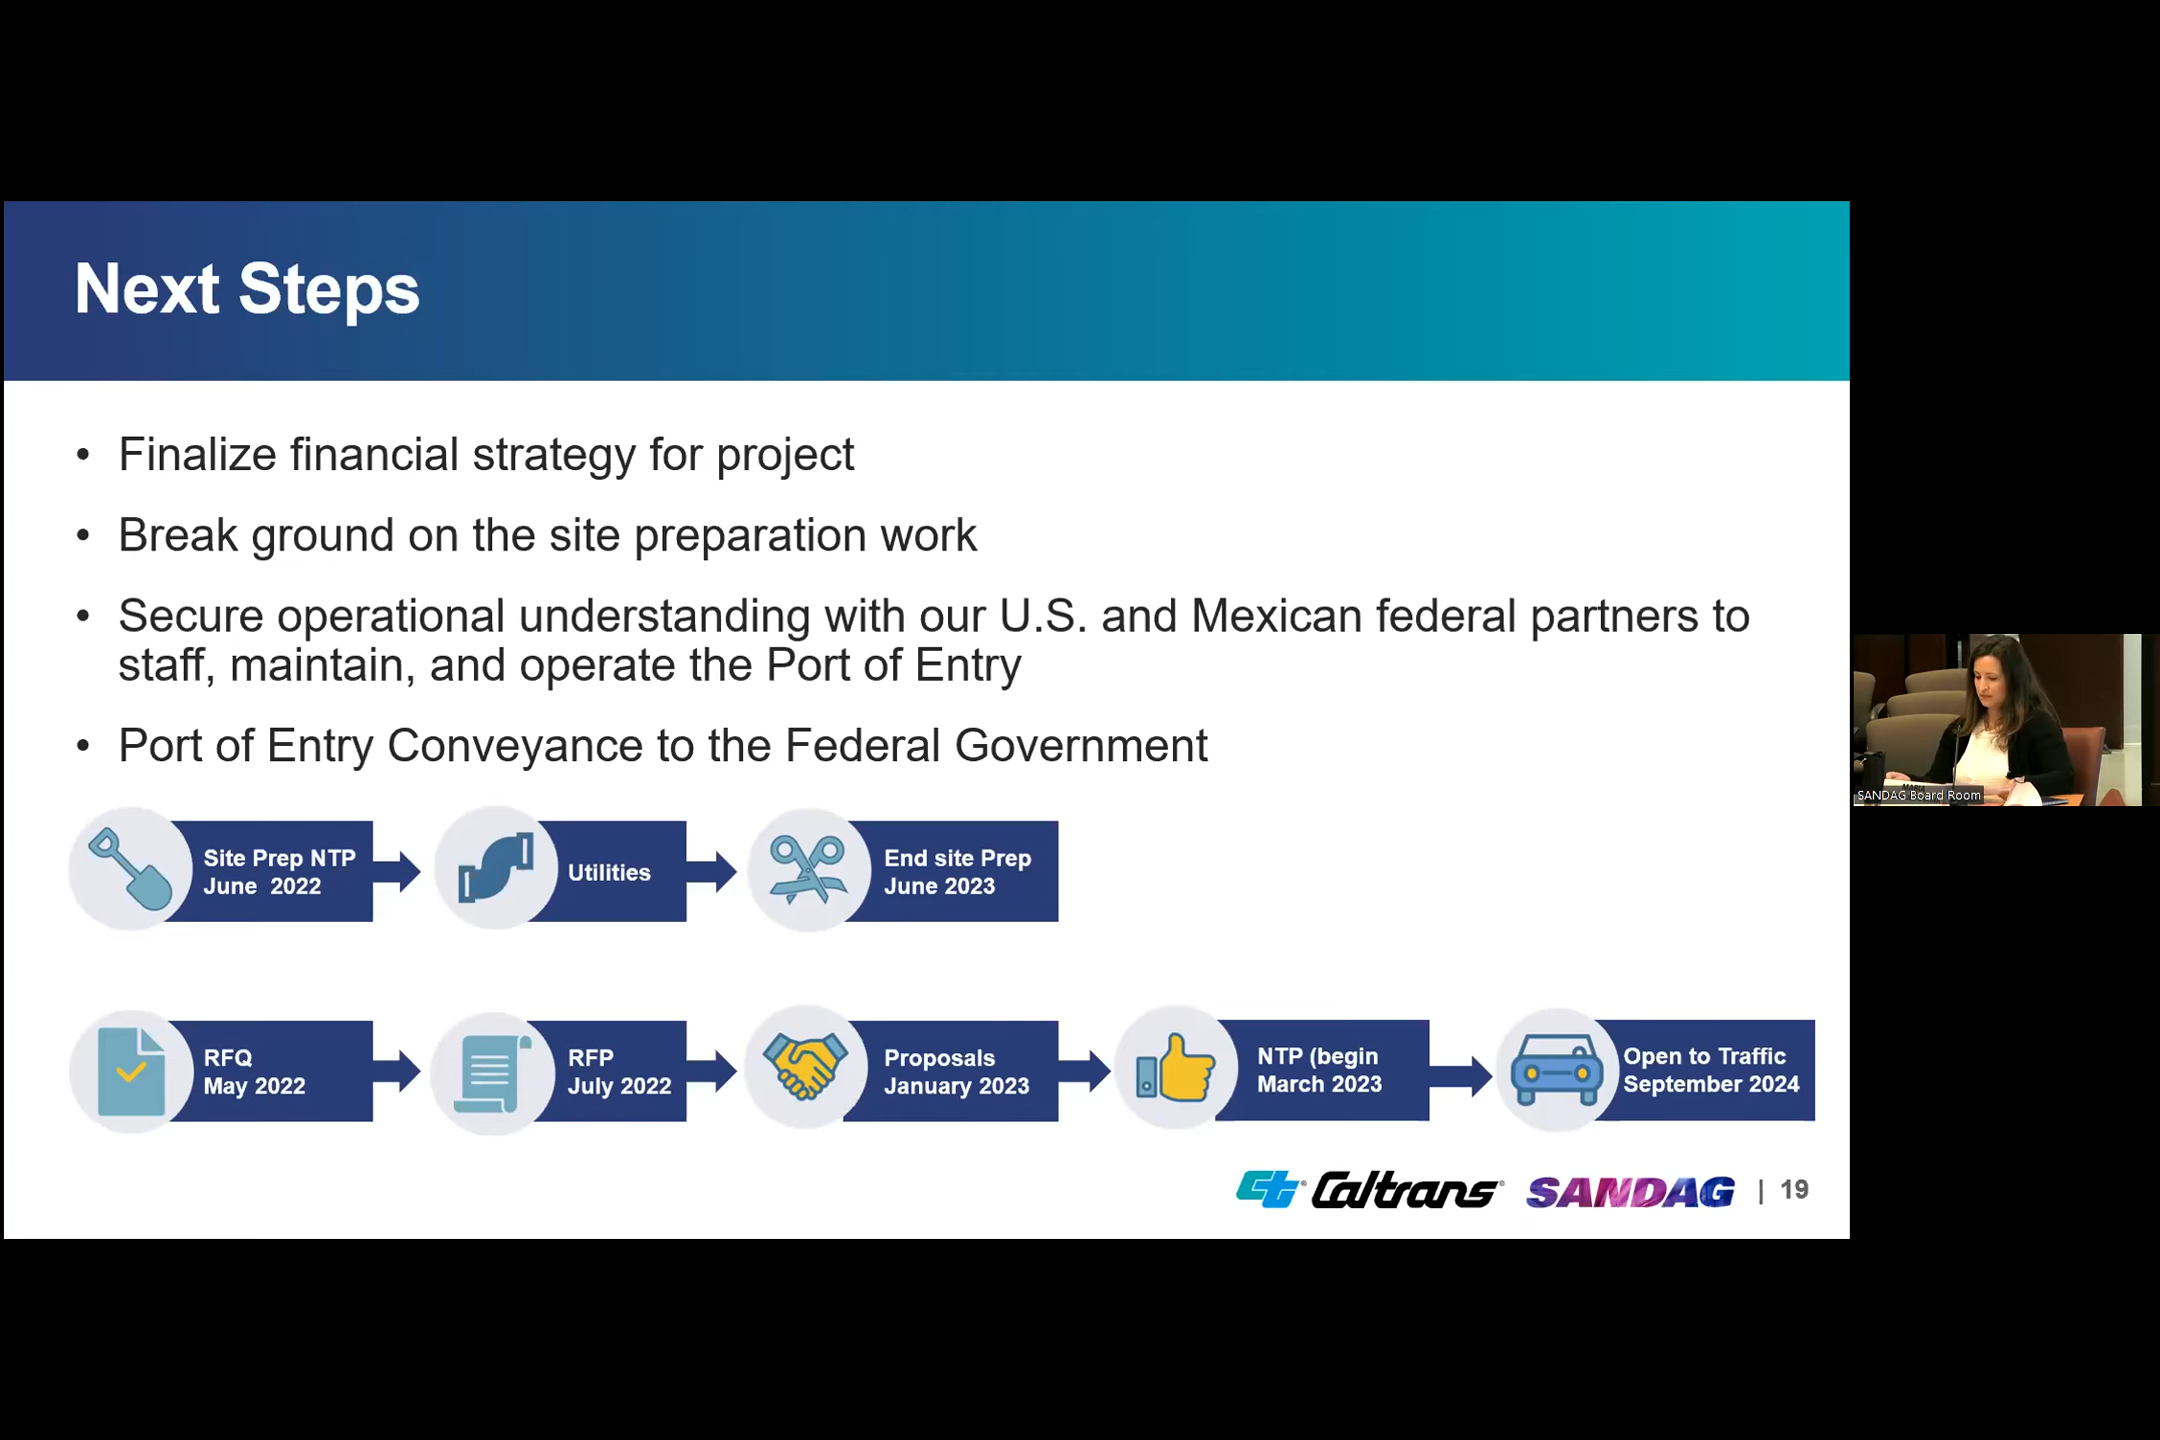 Next Steps
• Finalize financial strategy for project
• Break ground on the site preparation work
• Secure operational understanding with our U.S. and Mexican federal partners to
staff, maintain, and operate the Port of Entry
• Port of Entry Conveyance to the Federal Government
Site Prep NTP
June 2022
Utilities
End site Prep
June 2023
RFQ
May 2022
RFP
July 2022
Proposals
January 2023
NTP (begin
March 2023
Open to Traffic
September 2024
Caltrans SANDAG | 19
SANDAG Board Room